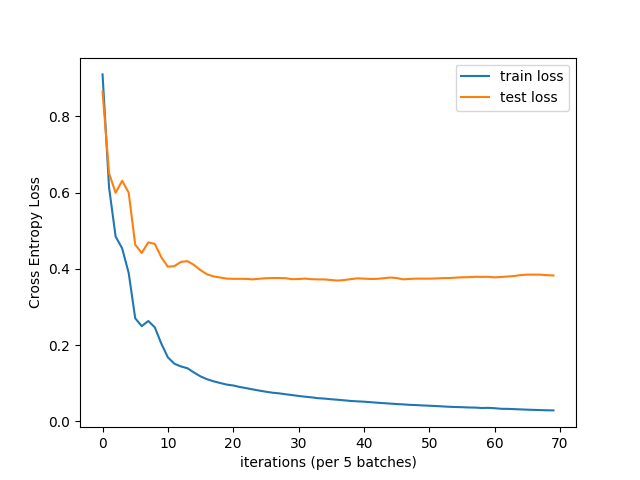 train loss
test loss
0.8
0.6
0.4
0.2
0.0
Cross Entropy Loss
0 10 20 30 40 50 60 70
iterations (per 5 batches)